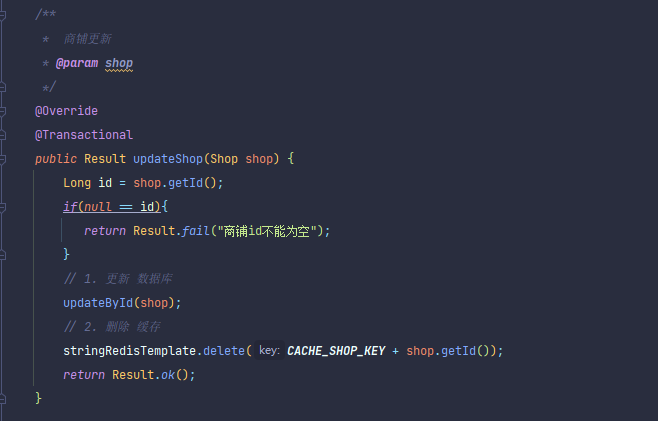 /**
 *  商铺更新
 * @param shop
 */
@Override
@Transactional
public Result updateShop(Shop shop) {
    Long id = shop.getId();
    if(null == id){
        return Result.fail("商铺id不能为空");
    }
    // 1. 更新 数据库
    updateById(shop);
    // 2. 删除 缓存
    stringRedisTemplate.delete( key: CACHE_SHOP_KEY + shop.getId());
    return Result.ok();
}